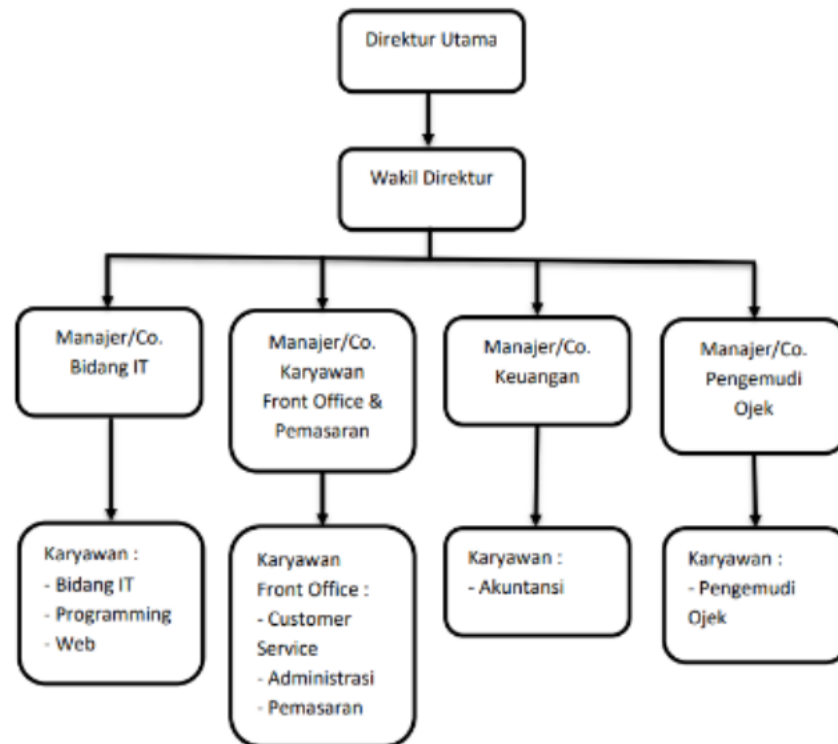 Direktur Utama
Wakil Direktur
Manajer/Co.
Bidang IT
Manajer/Co.
Karyawan
Front Office &
Pemasaran
Manajer/Co.
Keuangan
Manajer/Co.
Pengemudi
Ojek
Karyawan :
- Bidang IT
- Programming
- Web
Karyawan
Front Office :
- Customer
Service
- Administrasi
- Pemasaran
Karyawan :
- Akuntansi
Karyawan :
- Pengemudi
Ojek